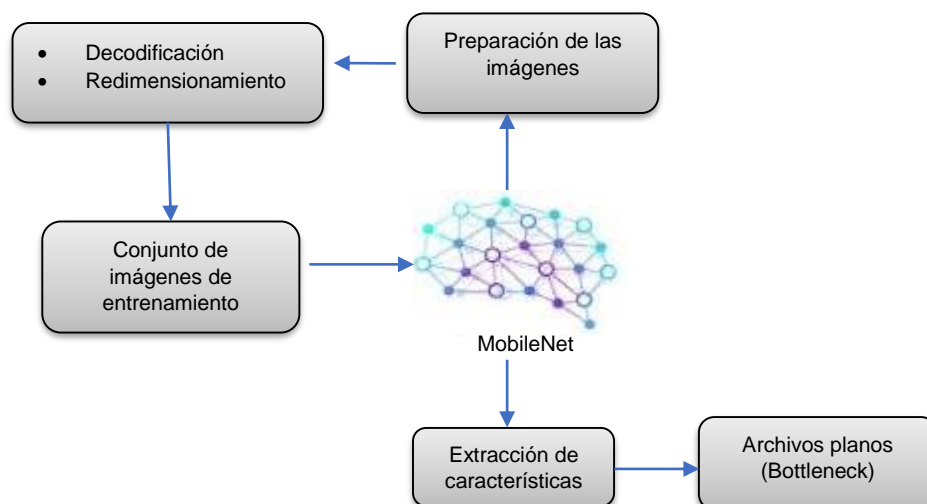 Decodificación
Redimensionamiento
Preparación de las
imágenes
Conjunto de
imágenes de
entrenamiento
MobileNet
Extracción de
características
Archivos planos
(Bottleneck)